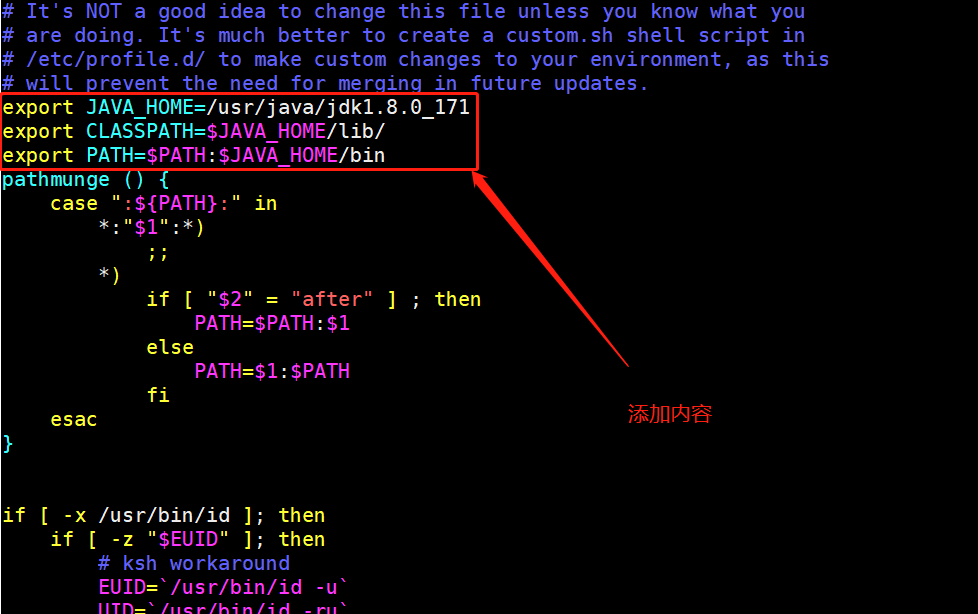 # It's NOT a good idea to change this file unless you know what you
# are doing. It's much better to create a custom.sh shell script in
# /etc/profile.d/ to make custom changes to your environment, as this
# will prevent the need for merging in future updates.
export JAVA_HOME=/usr/java/jdk1.8.0_171
export CLASSPATH=$JAVA_HOME/lib/
export PATH=$PATH:$JAVA_HOME/bin
pathmunge () {
    case ":${PATH}:" in
        *:"$1":*)
            ;;
        *)
            if [ "$2" = "after" ] ; then
                PATH=$PATH:$1
            else
                PATH=$1:$PATH
            fi
    esac
}
添加内容
if [ -x /usr/bin/id ]; then
    if [ -z "$EUID" ]; then
        # ksh workaround
        EUID=`/usr/bin/id -u`
        UID=`/usr/bin/id -ru`